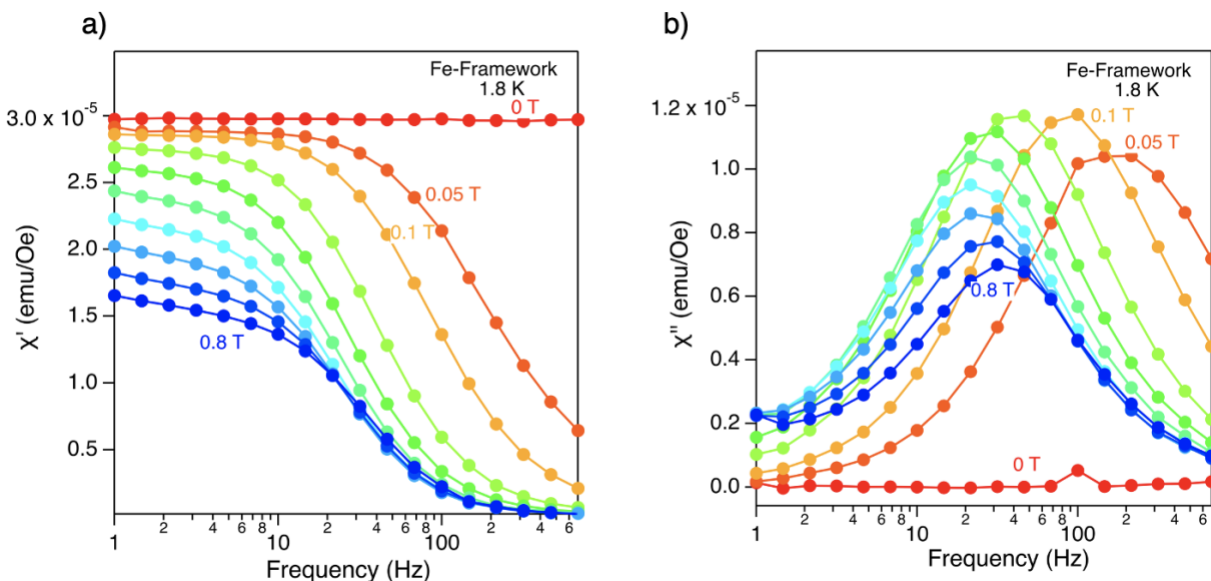 a)
Fe-Framework
1.8 K
0 T
3.0 x 10⁻⁵
2.5
2.0
1.5
1.0
0.5
0.05 T
0.1 T
0.8 T
χ' (emu/Oe)
1 2 4 6 8 10 2 4 6 8 100 2 4 6
Frequency (Hz)
b)
Fe-Framework
1.8 K
1.2 x 10⁻⁵
1.0
0.8
0.6
0.4
0.2
0.0
0.1 T
0.05 T
0.8 T
0 T
χ" (emu/Oe)
1 2 4 6 8 10 2 4 6 8 100 2 4 6
Frequency (Hz)